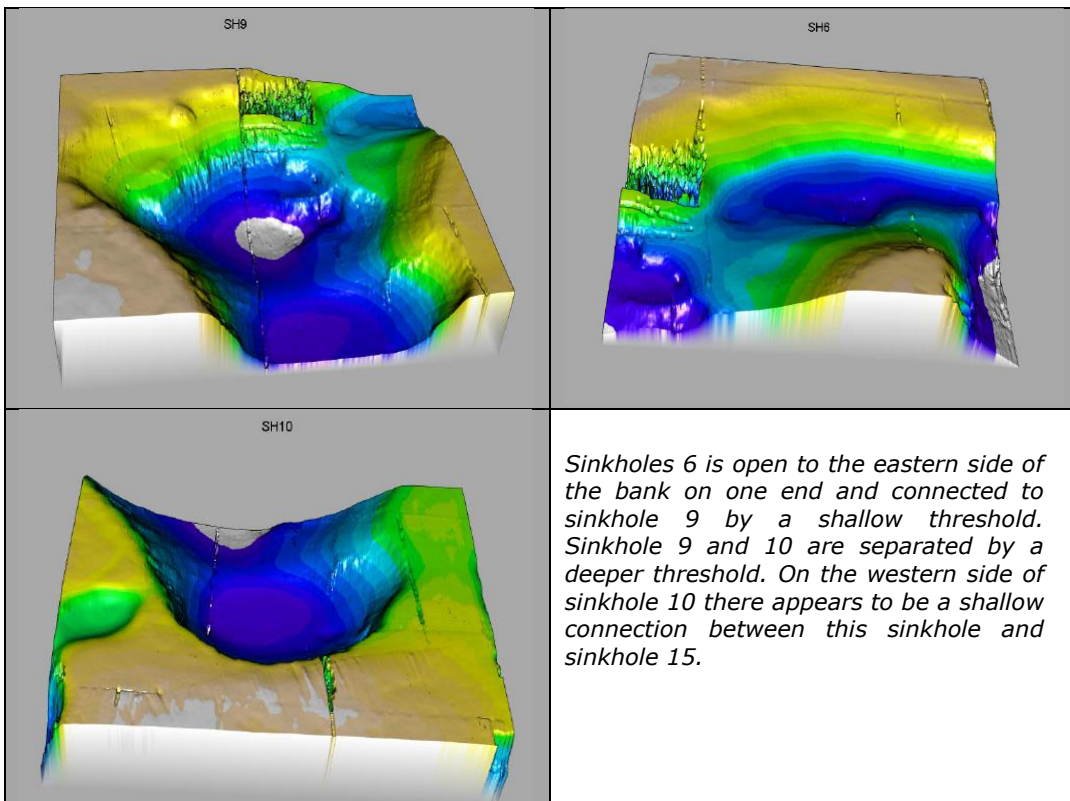 SH9
SH6
SH10
Sinkholes 6 is open to the eastern side of
the bank on one end and connected to
sinkhole 9 by a shallow threshold.
Sinkhole 9 and 10 are separated by a
deeper threshold. On the western side of
sinkhole 10 there appears to be a shallow
connection between this sinkhole and
sinkhole 15.